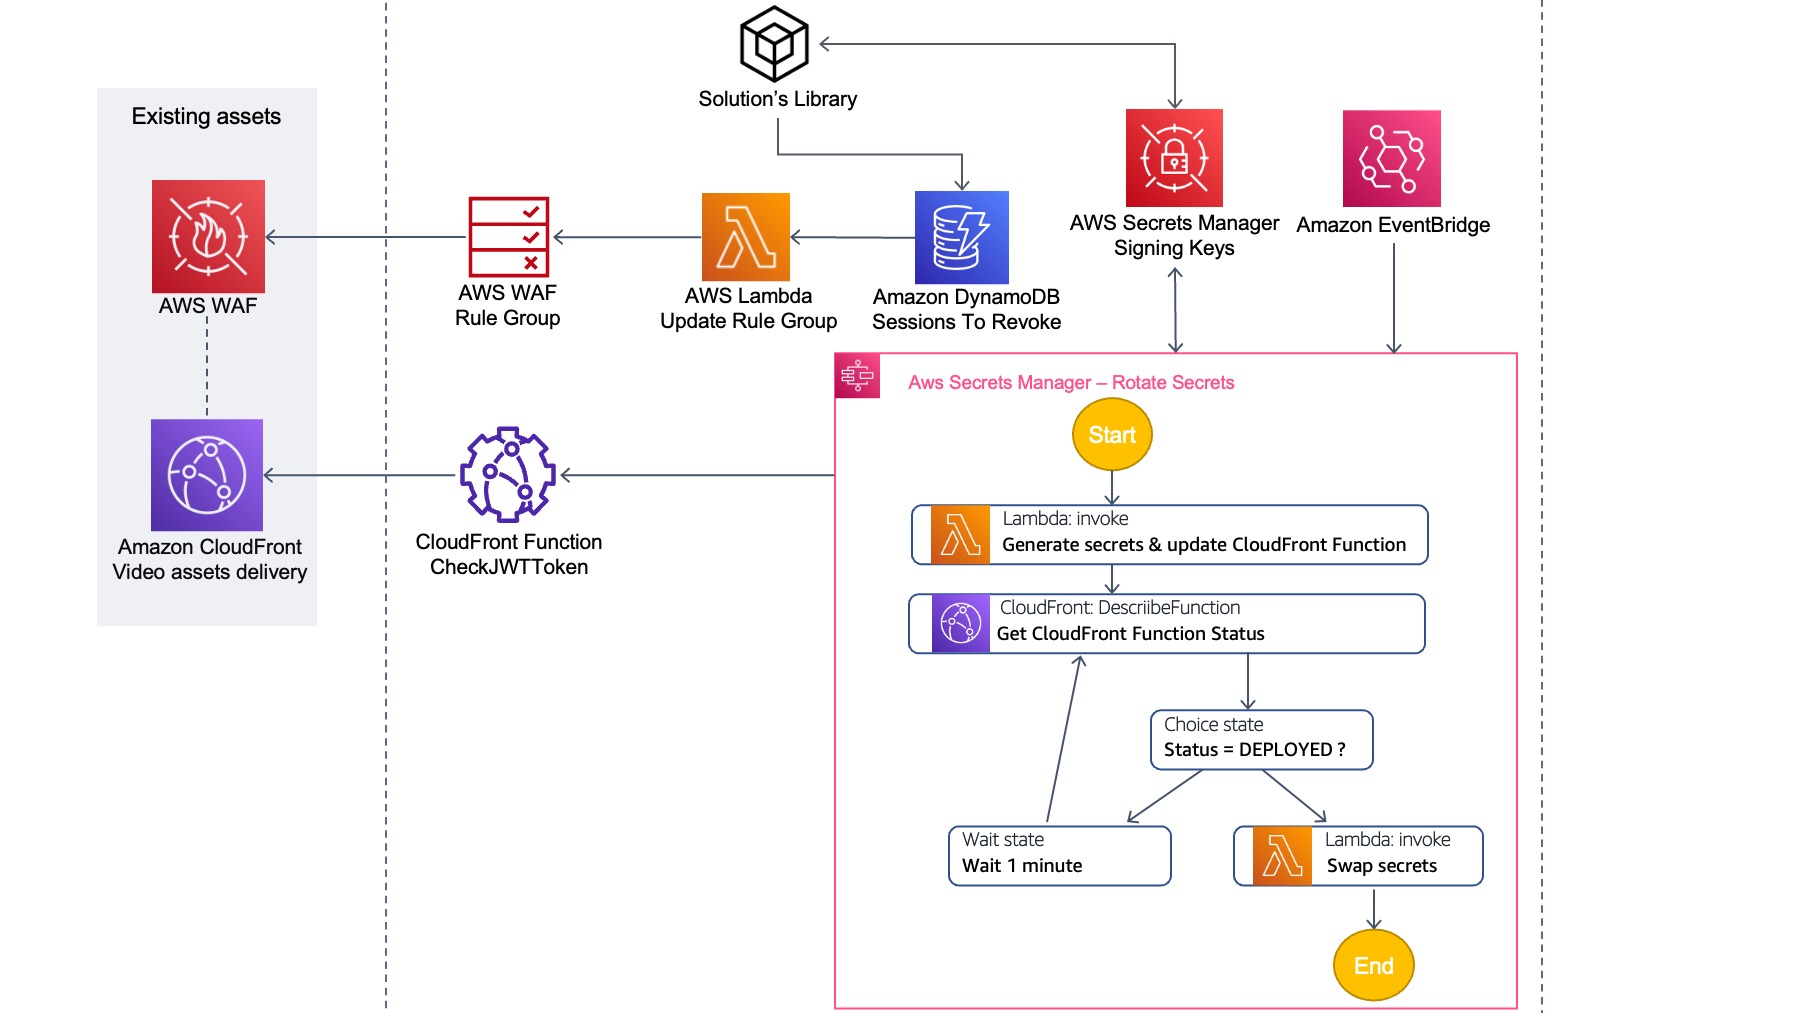 Solution’s Library
Existing assets
AWS WAF
AWS WAF
Rule Group
AWS Lambda
Update Rule Group
Amazon DynamoDB
Sessions To Revoke
AWS Secrets Manager
Signing Keys
Amazon EventBridge
Amazon CloudFront
Video assets delivery
CloudFront Function
CheckJWTToken
Aws Secrets Manager – Rotate Secrets
Start
Lambda: invoke
Generate secrets & update CloudFront Function
CloudFront: DescriibeFunction
Get CloudFront Function Status
Choice state
Status = DEPLOYED ?
Wait state
Wait 1 minute
Lambda: invoke
Swap secrets
End